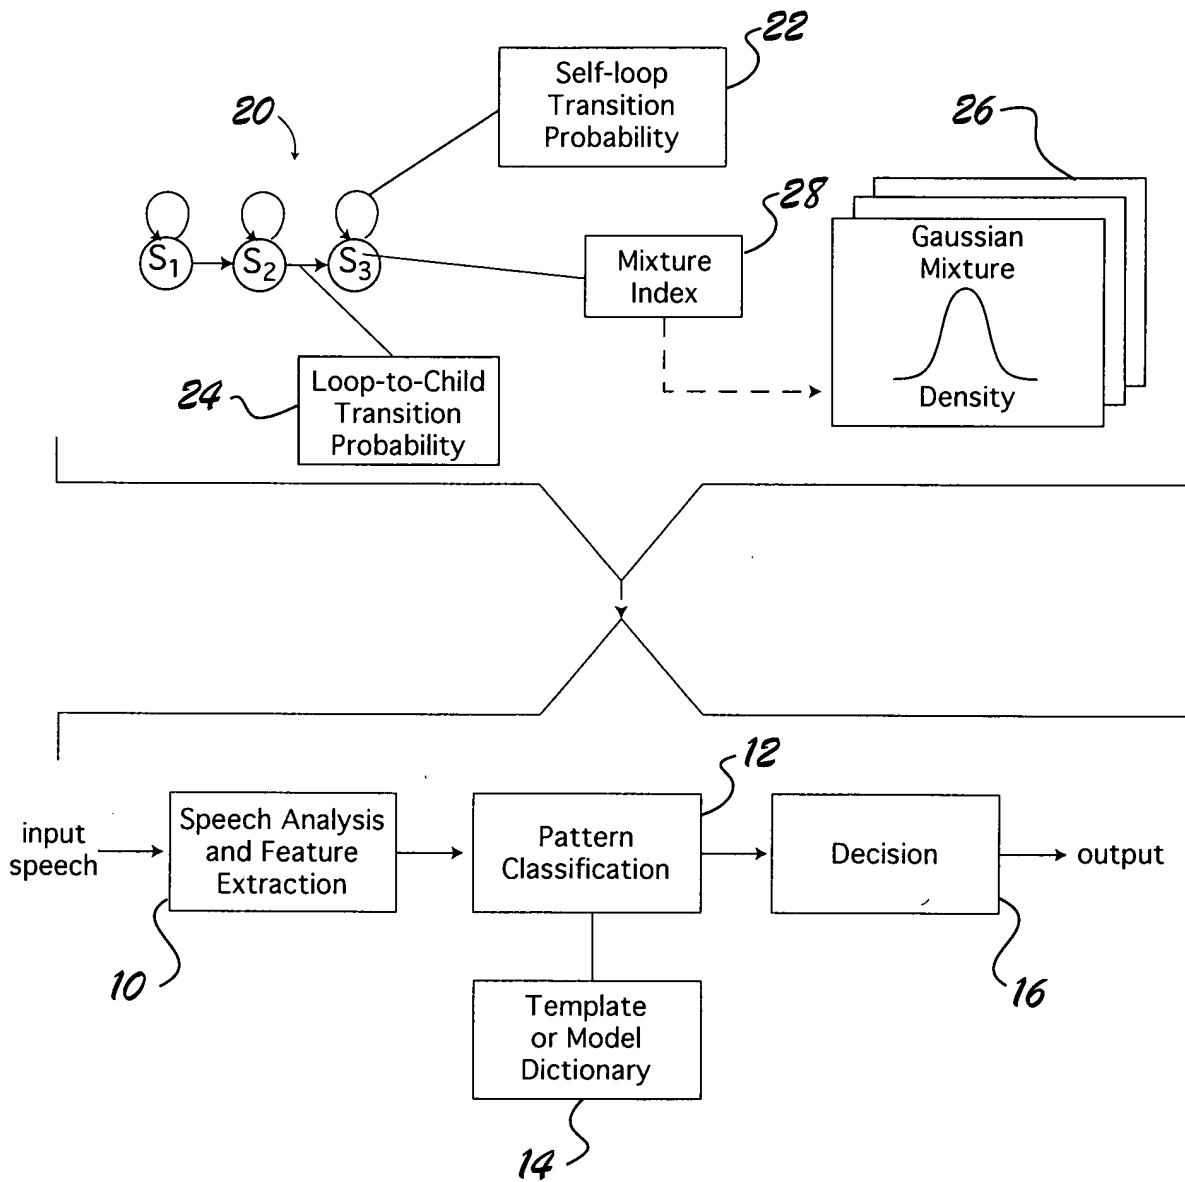 22
Self-loop
Transition
Probability
20
26
28
S1
S2
S3
Mixture
Index
Gaussian
Mixture
Density
24
Loop-to-Child
Transition
Probability
12
input
speech
Speech Analysis
and Feature
Extraction
Pattern
Classification
Decision
output
10
16
Template
or Model
Dictionary
14